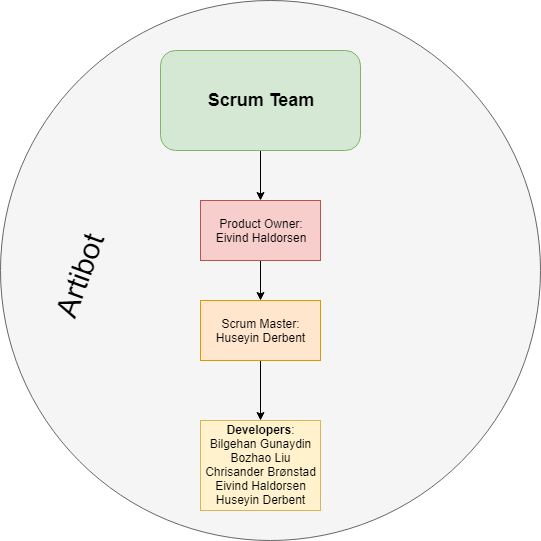 Scrum Team
Product Owner:
Eivind Haldorsen
Artibot
Scrum Master:
Huseyin Derbent
Developers:
Bilgehan Gunaydin
Bozhao Liu
Chrisander Brønstad
Eivind Haldorsen
Huseyin Derbent